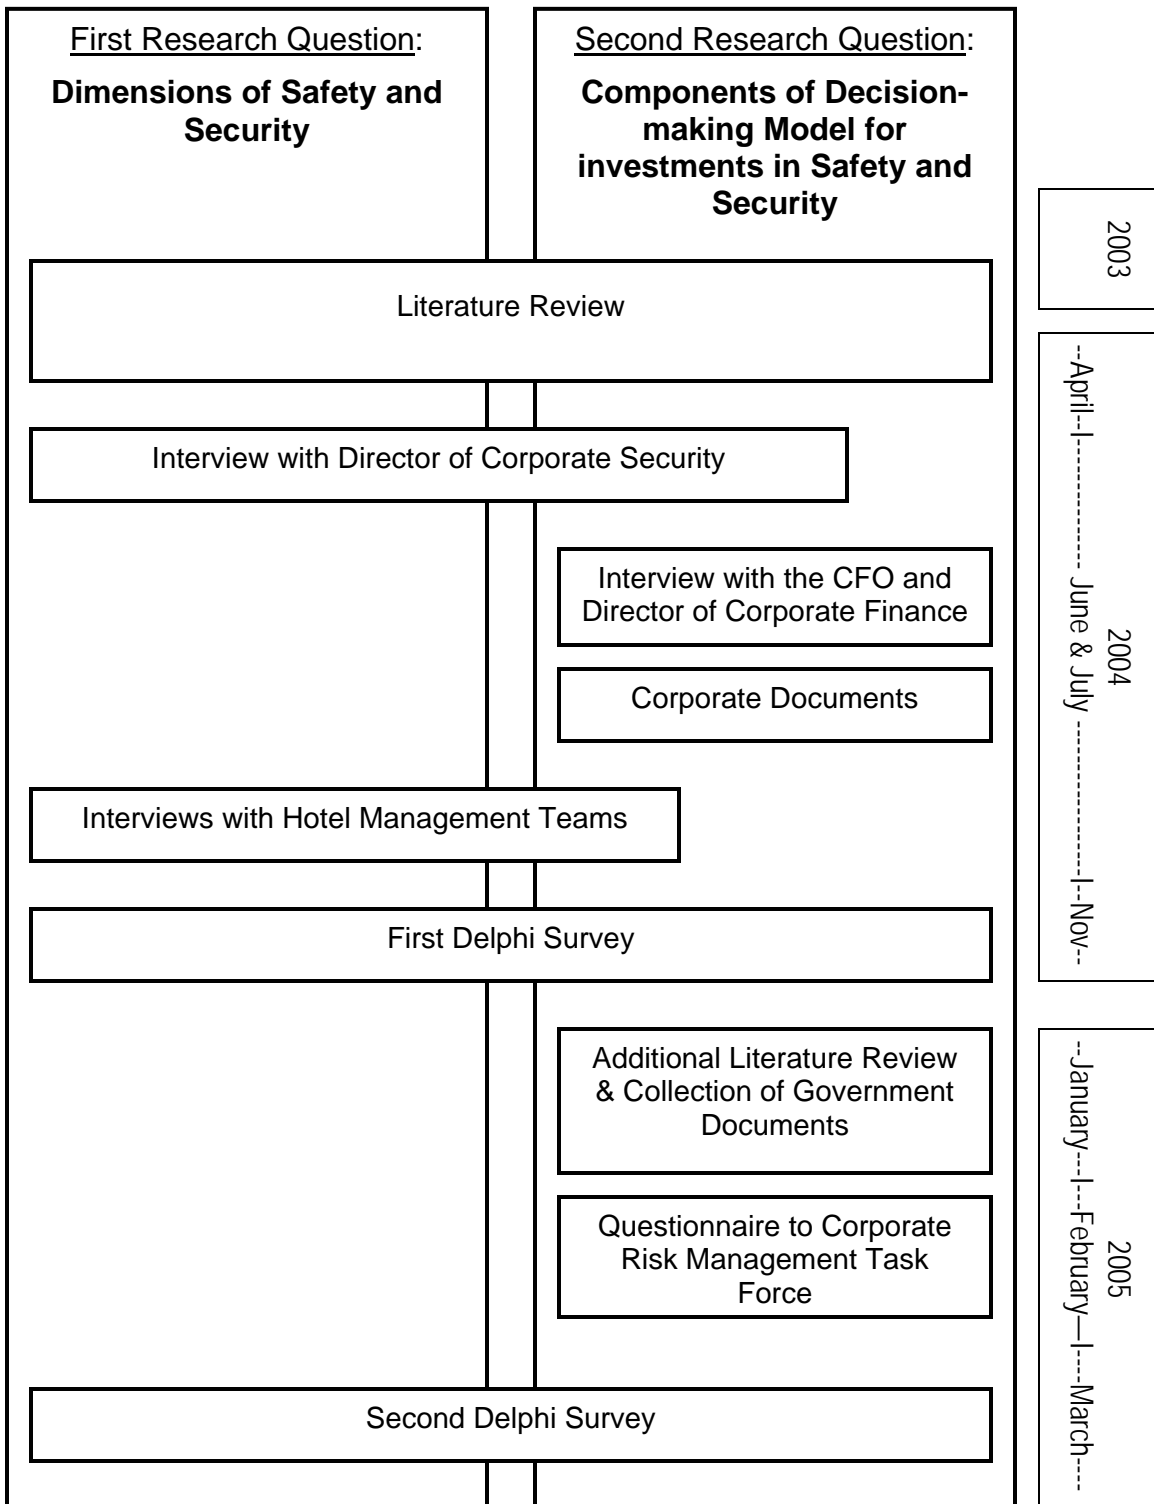 First Research Question:
Dimensions of Safety and
Security
Second Research Question:
Components of Decision-
making Model for
investments in Safety and
Security
Literature Review
Interview with Director of Corporate Security
Interview with the CFO and
Director of Corporate Finance
Corporate Documents
Interviews with Hotel Management Teams
First Delphi Survey
Additional Literature Review
& Collection of Government
Documents
Questionnaire to Corporate
Risk Management Task
Force
Second Delphi Survey
2003
2004
--April--I---------------- June & July -------------------I--Nov--
2005
--January---I---February—I----March----